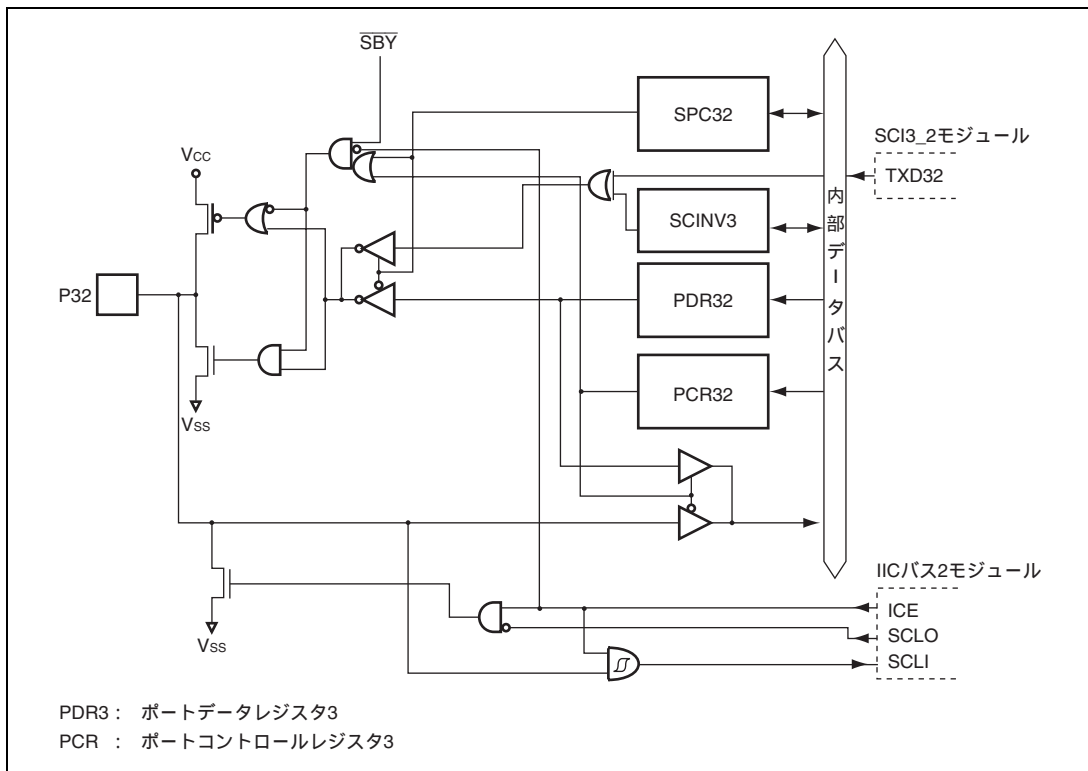 SBY
SPC32
SCI3_2モジュール
TXD32
VCC
SCINV3
内部データバス
P32
PDR32
PCR32
VSS
IICバス2モジュール
ICE
SCLO
SCLI
VSS
PDR3 : ポートデータレジスタ3
PCR : ポートコントロールレジスタ3